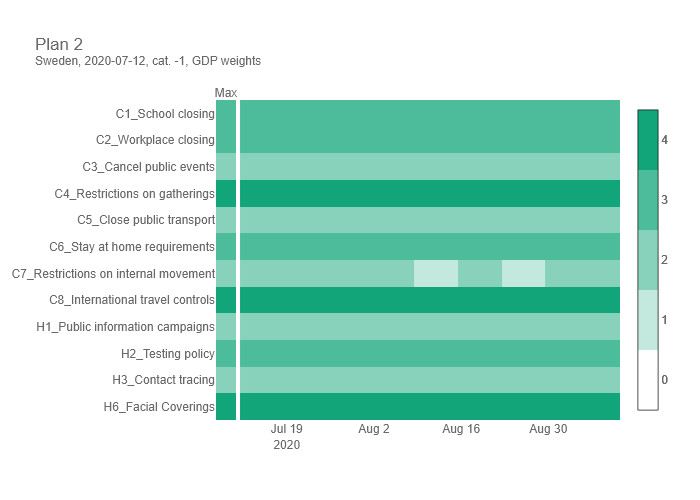 Plan 2
Sweden, 2020-07-12, cat. -1, GDP weights
Max
C1_School closing
C2_Workplace closing
C3_Cancel public events
C4_Restrictions on gatherings
C5_Close public transport
C6_Stay at home requirements
C7_Restrictions on internal movement
C8_International travel controls
H1_Public information campaigns
H2_Testing policy
H3_Contact tracing
H6_Facial Coverings
Jul 19 Aug 2 Aug 16 Aug 30
2020
4
3
2
1
0